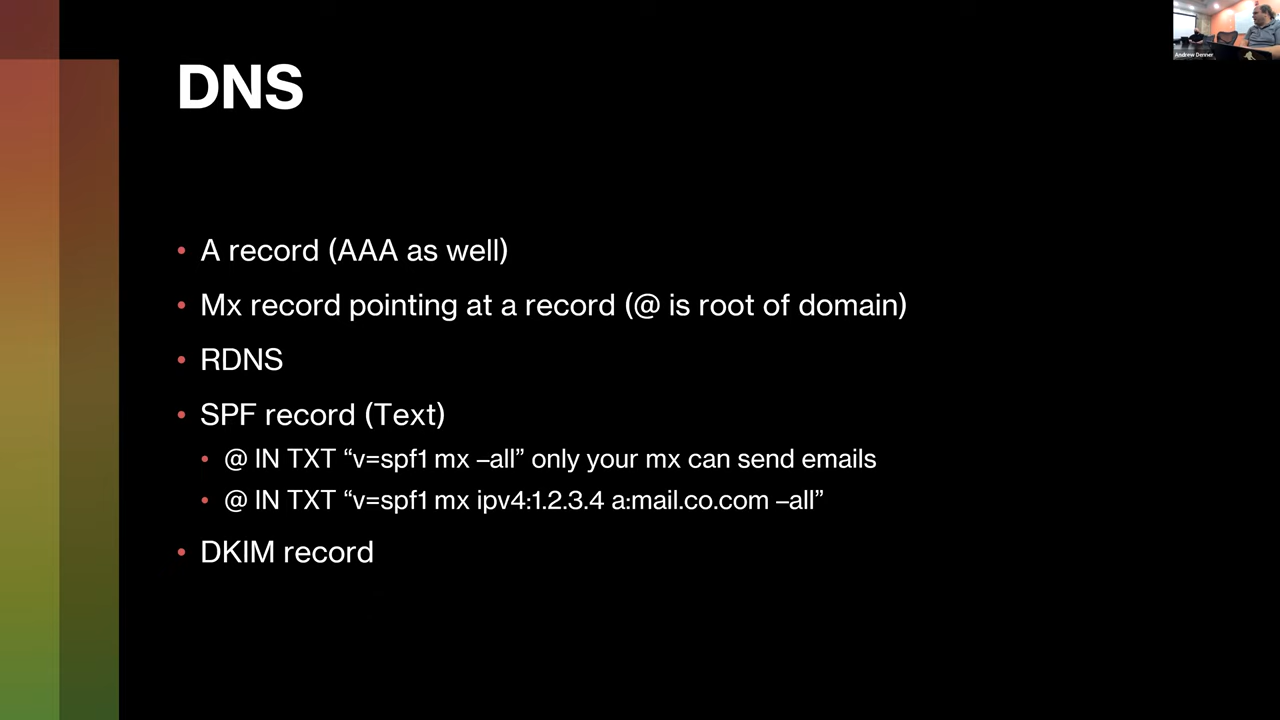 DNS
Andrew Denner
• A record (AAA as well)
• Mx record pointing at a record (@ is root of domain)
• RDNS
• SPF record (Text)
• @ IN TXT “v=spf1 mx –all” only your mx can send emails
• @ IN TXT “v=spf1 mx ipv4:1.2.3.4 a:mail.co.com –all”
• DKIM record